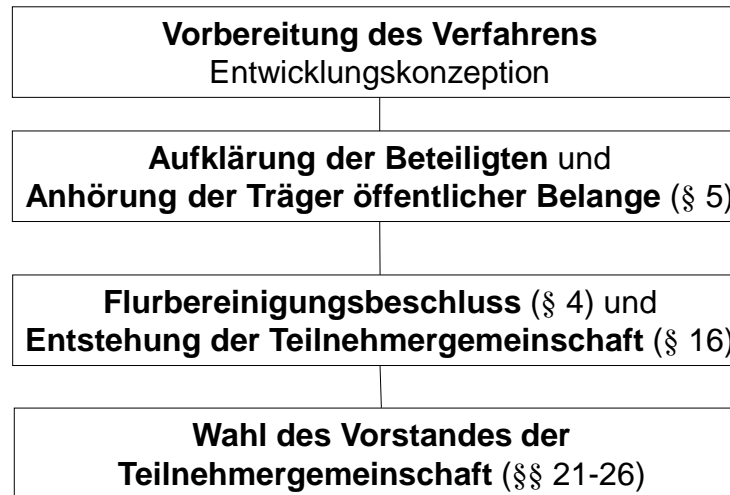 Vorbereitung des Verfahrens
Entwicklungskonzeption
Aufklärung der Beteiligten und
Anhörung der Träger öffentlicher Belange (§ 5)
Flurbereinigungsbeschluss (§ 4) und
Entstehung der Teilnehmergemeinschaft (§ 16)
Wahl des Vorstandes der
Teilnehmergemeinschaft (§§ 21-26)